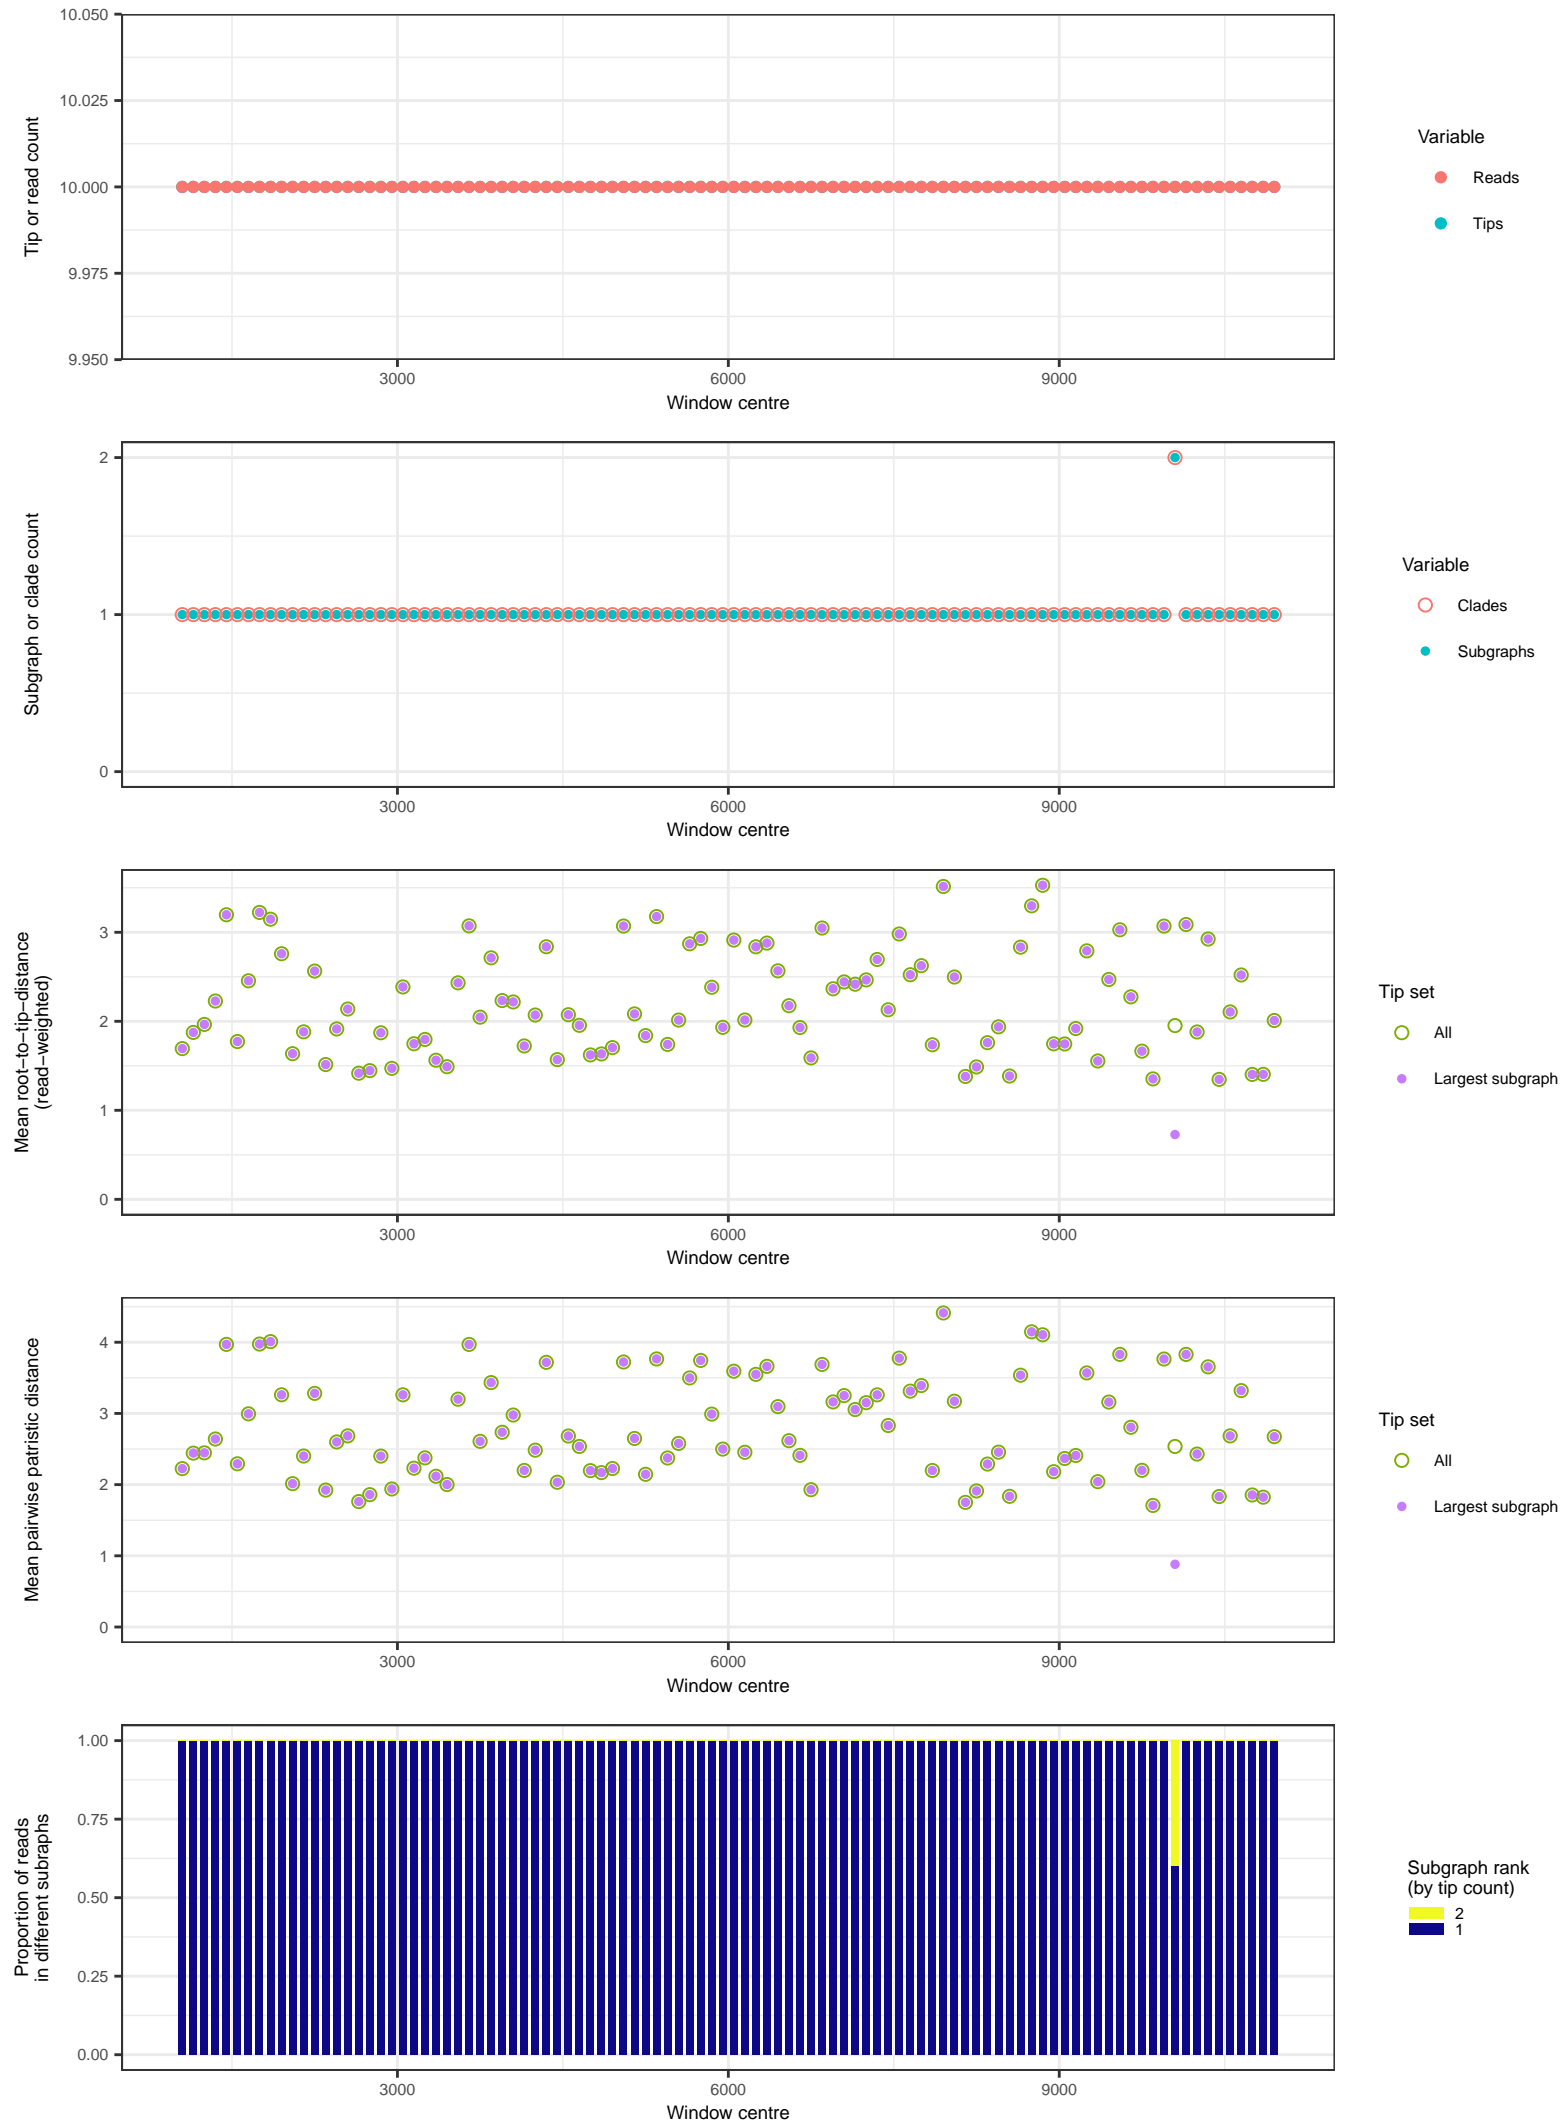 10.050
10.025
10.000
9.975
9.950
Tip or read count
3000
6000
9000
Window centre
Variable
Reads
Tips
2
1
0
Subgraph or clade count
3000
6000
9000
Window centre
Variable
Clades
Subgraphs
3
2
1
0
Mean root−to−tip−distance
(read−weighted)
3000
6000
9000
Window centre
Tip set
All
Largest subgraph
4
3
2
1
0
Mean pairwise patristic distance
3000
6000
9000
Window centre
Tip set
All
Largest subgraph
1.00
0.75
0.50
0.25
0.00
Proportion of reads
in different subraphs
3000
6000
9000
Window centre
Subgraph rank
(by tip count)
2
1